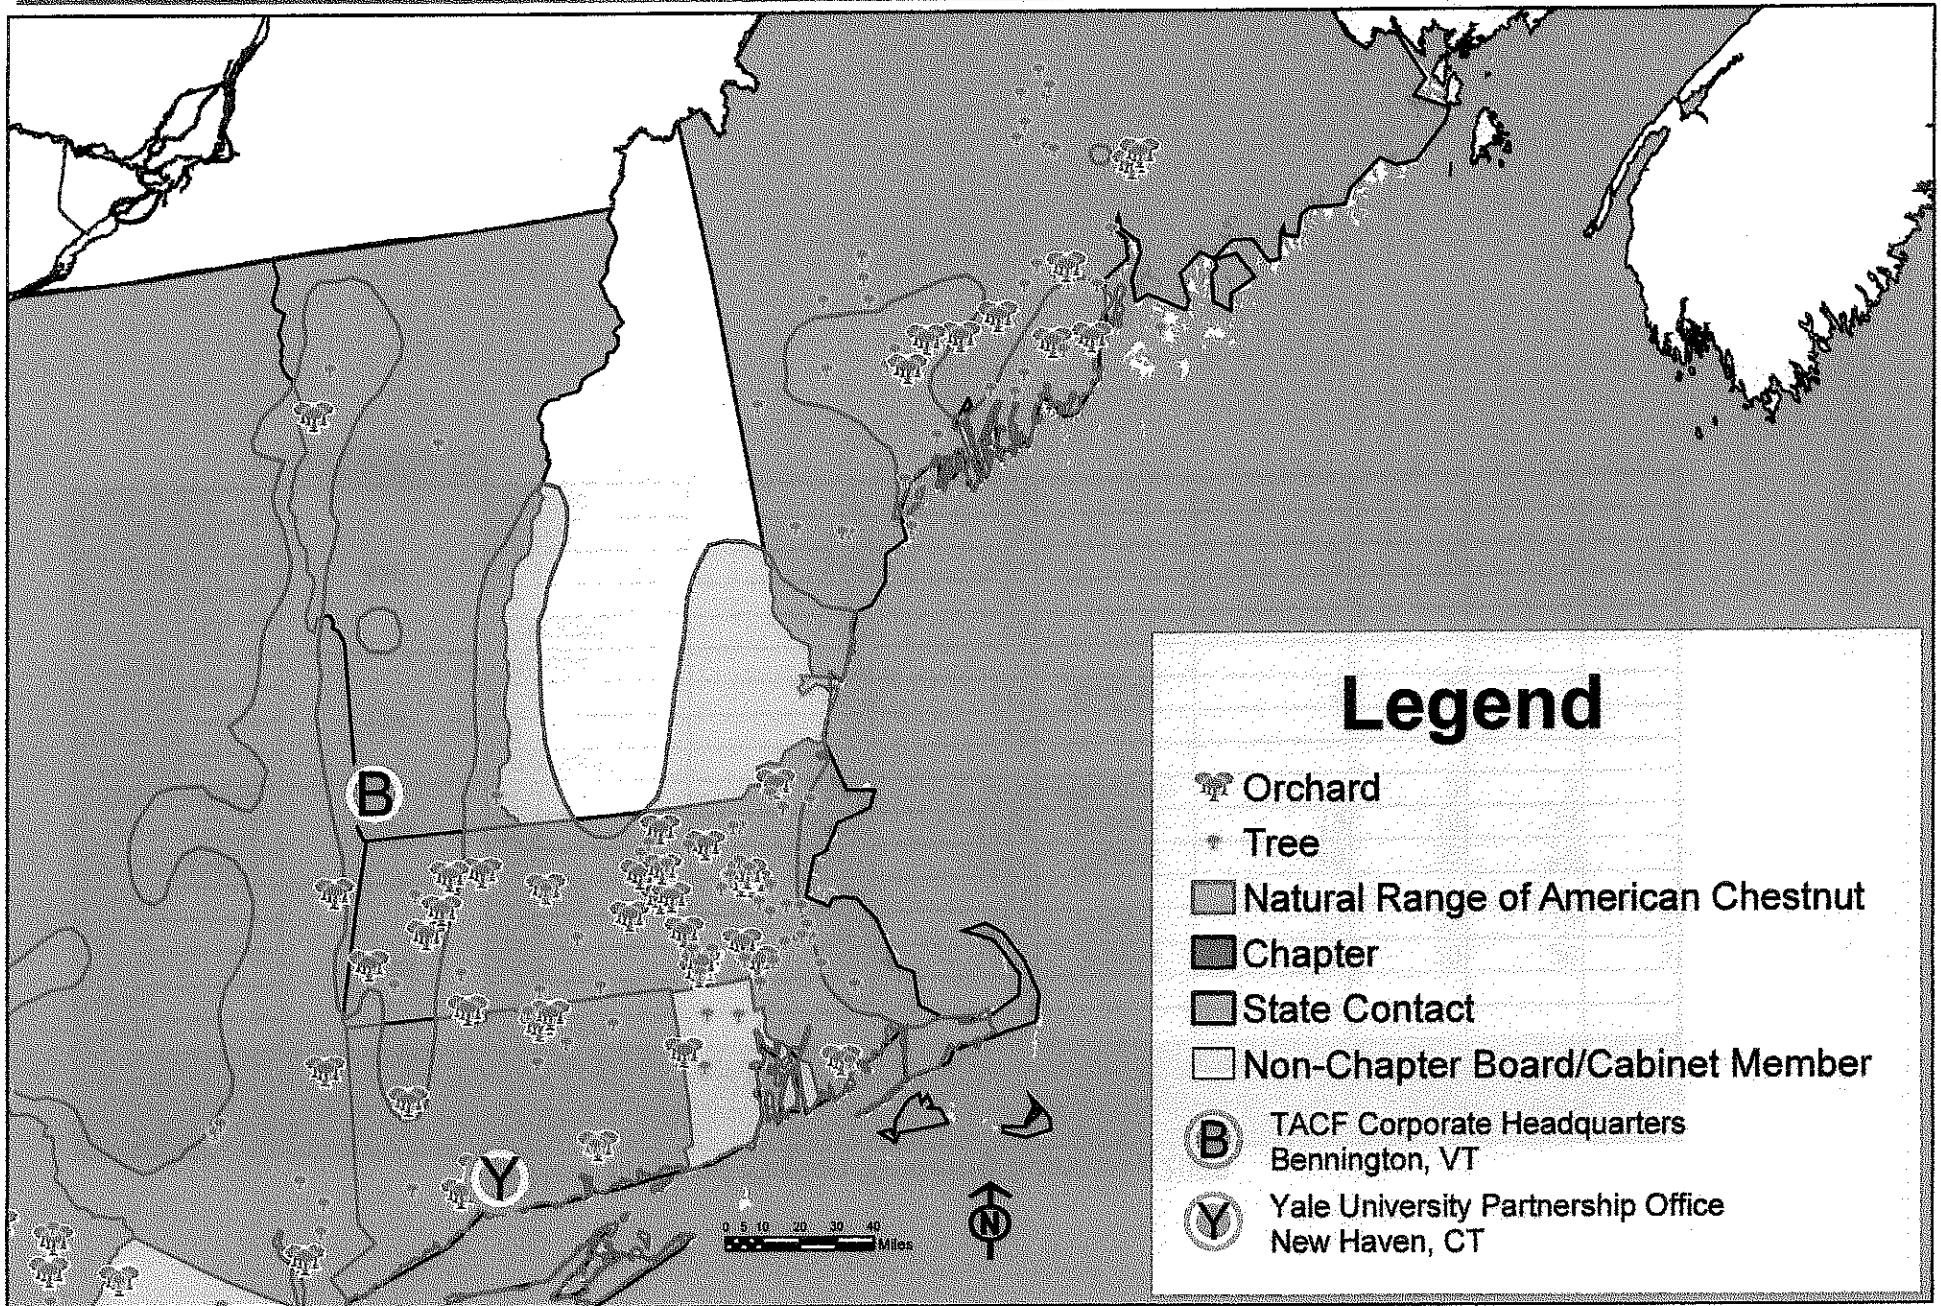 Legend
Orchard
Tree
Natural Range of American Chestnut
Chapter
State Contact
Non-Chapter Board/Cabinet Member
B
TACF Corporate Headquarters
Bennington, VT
Y
Yale University Partnership Office
New Haven, CT
B
Y
0 5 10 20 30 40
Miles
N